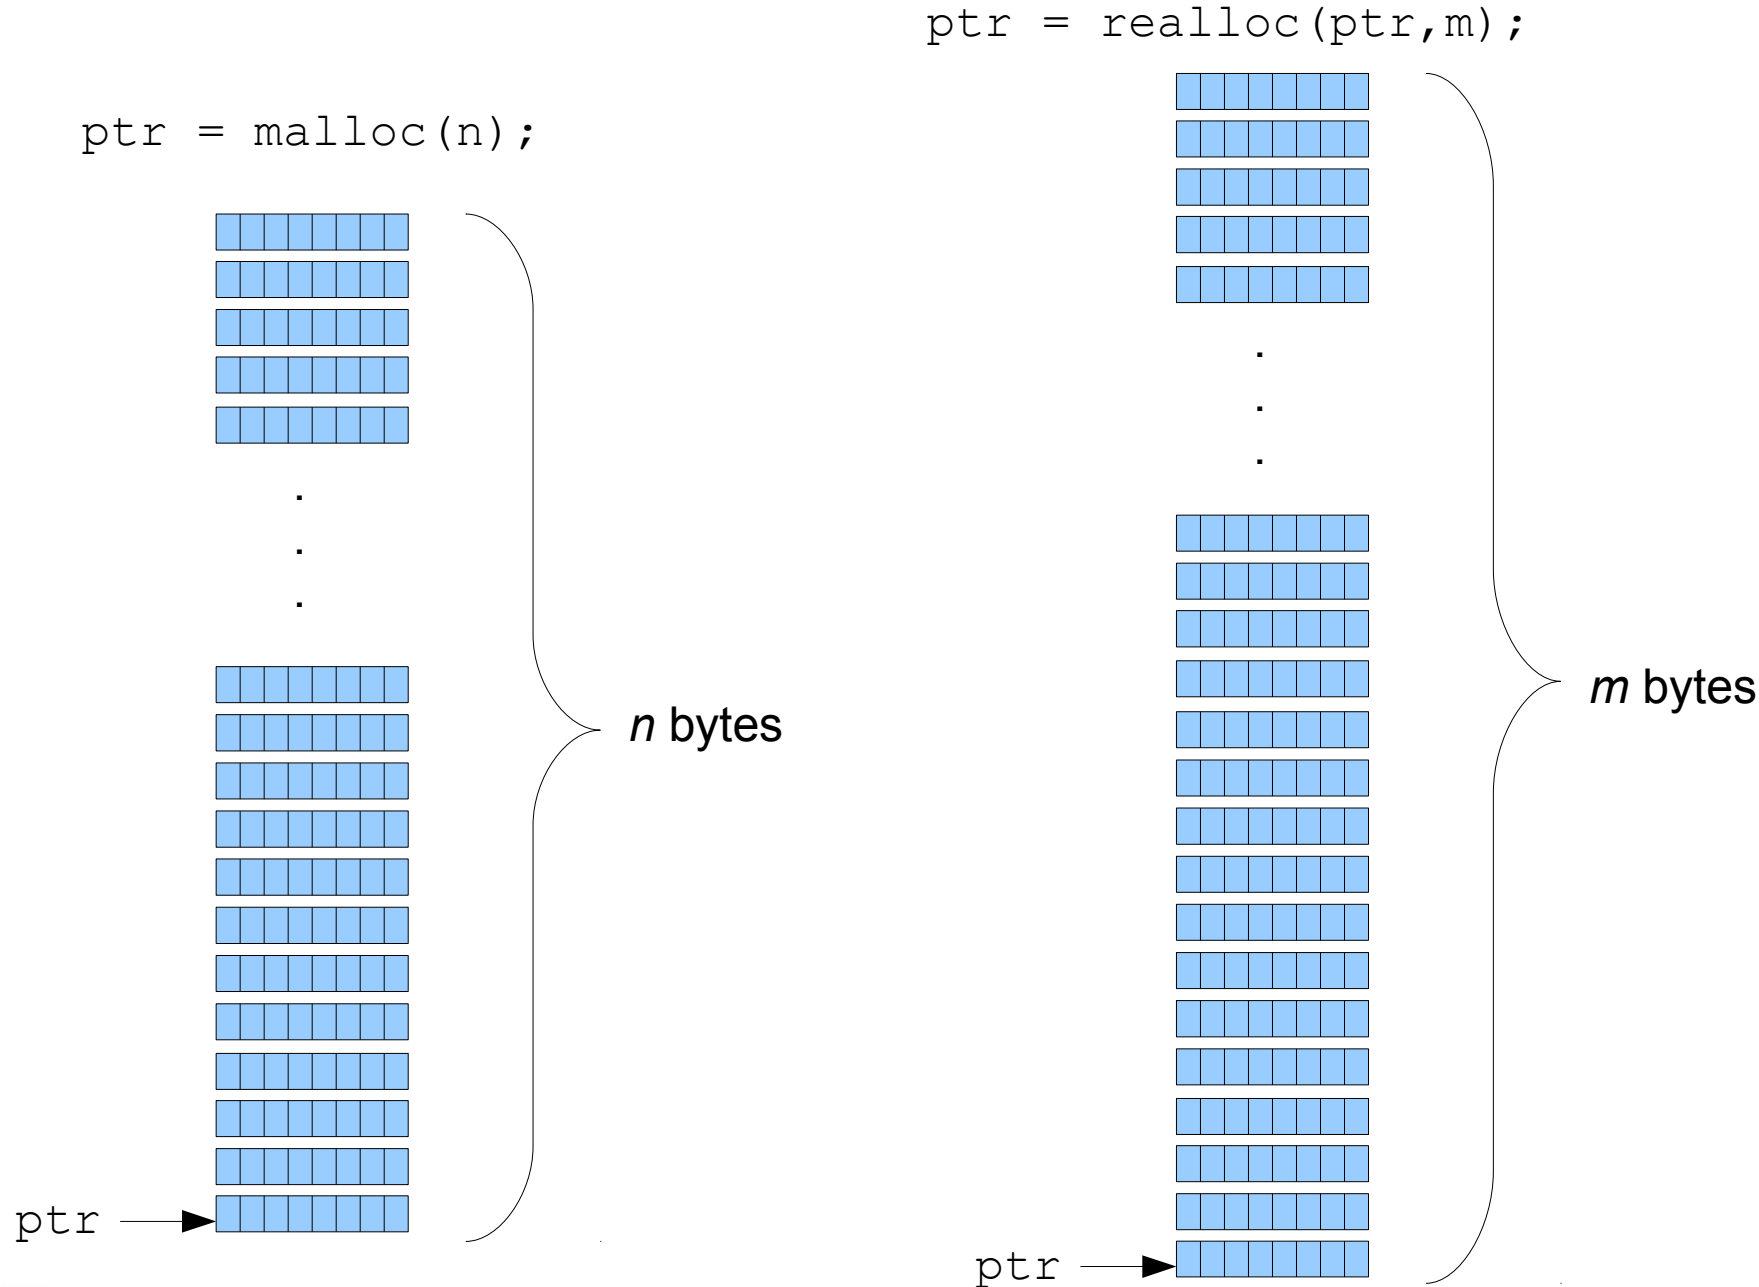 ptr = malloc(n);
n bytes
ptr
ptr = realloc(ptr,m);
m bytes
ptr